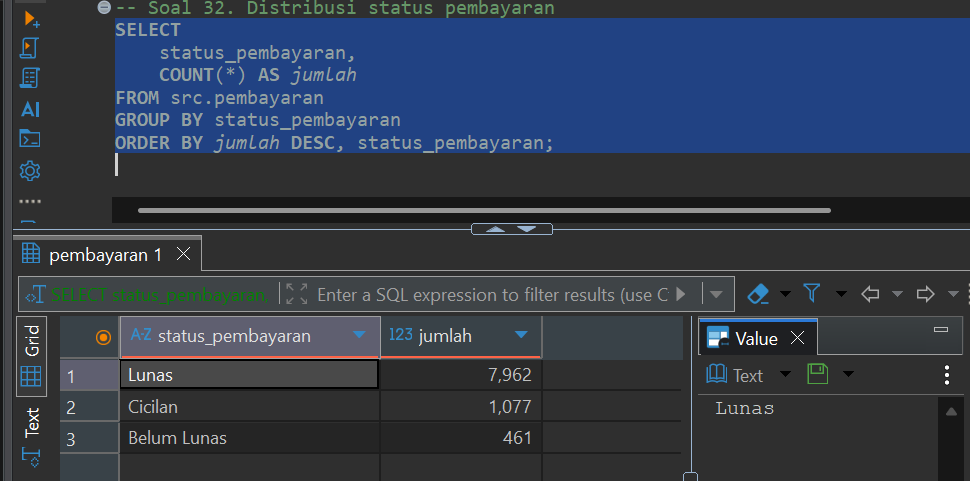 -- Soal 32. Distribusi status pembayaran
SELECT
status_pembayaran,
COUNT(*) AS jumlah
FROM src.pembayaran
GROUP BY status_pembayaran
ORDER BY jumlah DESC, status_pembayaran;
AI
pembayaran 1
SELECT status_pembayaran,
Enter a SQL expression to filter results (use C
Grid
Text
A-Z status_pembayaran
123 jumlah
1 Lunas 7,962
2 Cicilan 1,077
3 Belum Lunas 461
Value
Text
Lunas